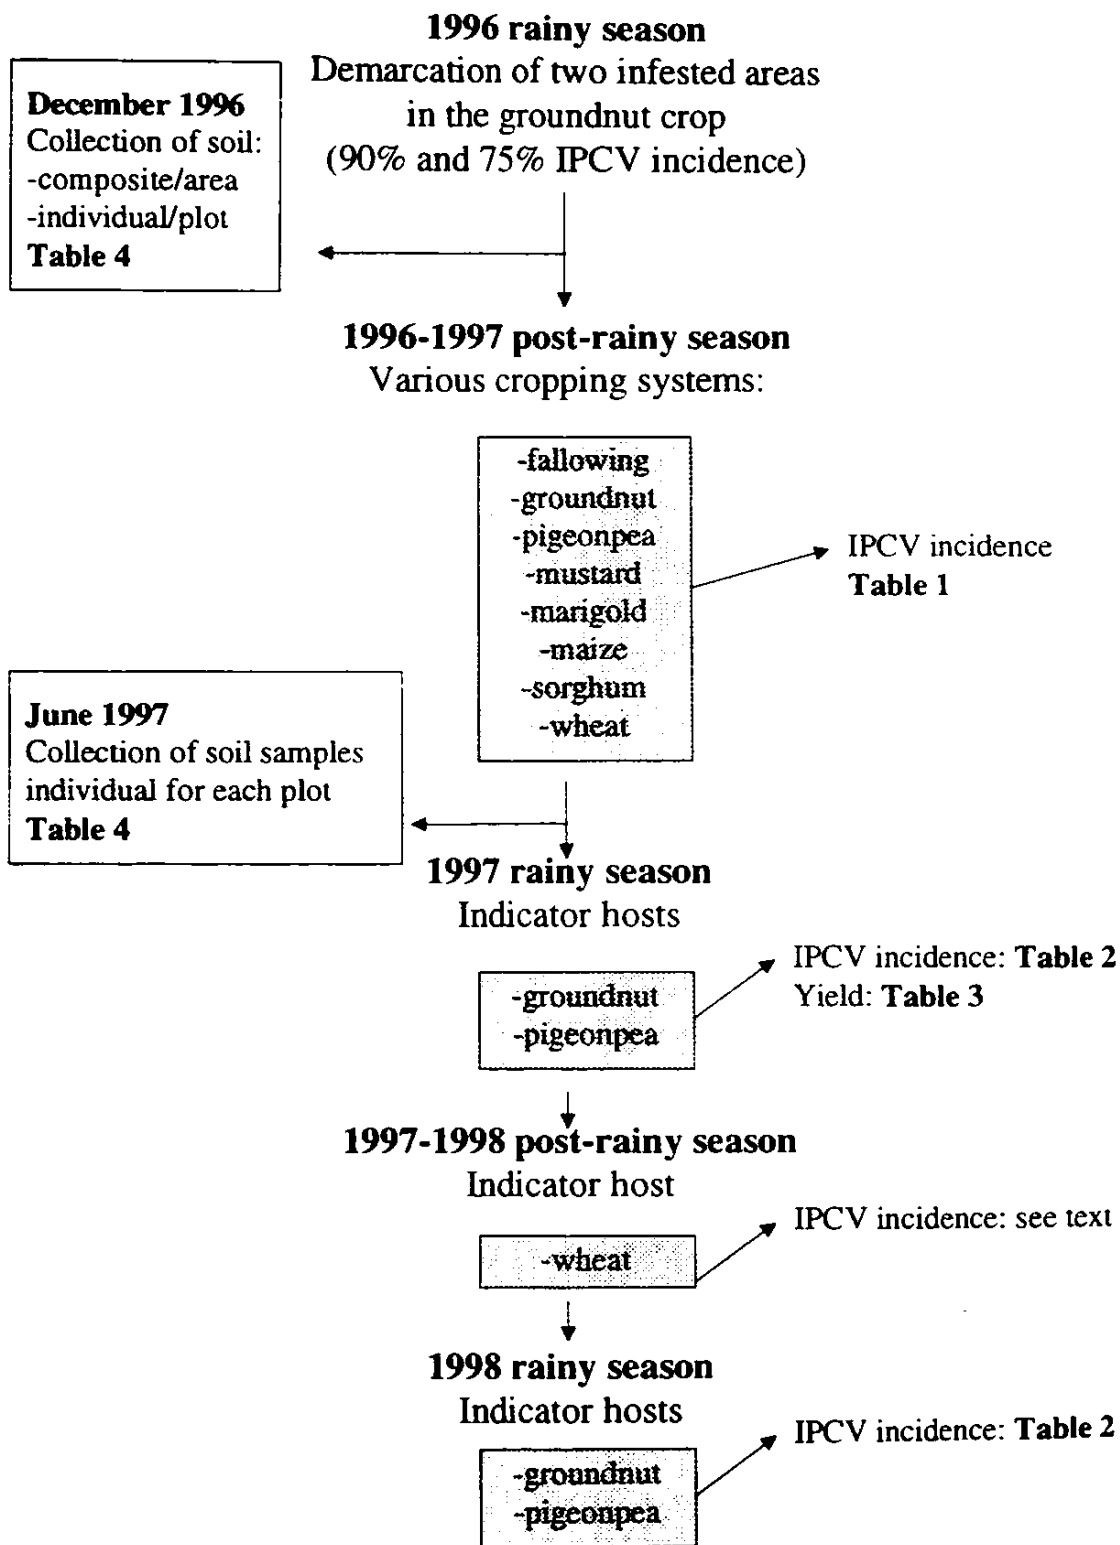 1996 rainy season
Demarcation of two infested areas
in the groundnut crop
(90% and 75% IPCV incidence)
December 1996
Collection of soil:
-composite/area
-individual/plot
Table 4
1996-1997 post-rainy season
Various cropping systems:
-fallowing
-groundnut
-pigeonpea
-mustard
-marigold
-maize
-sorghum
-wheat
IPCV incidence
Table 1
June 1997
Collection of soil samples
individual for each plot
Table 4
1997 rainy season
Indicator hosts
-groundnut
-pigeonpea
IPCV incidence: Table 2
Yield: Table 3
1997-1998 post-rainy season
Indicator host
-wheat
IPCV incidence: see text
1998 rainy season
Indicator hosts
-groundnut
-pigeonpea
IPCV incidence: Table 2